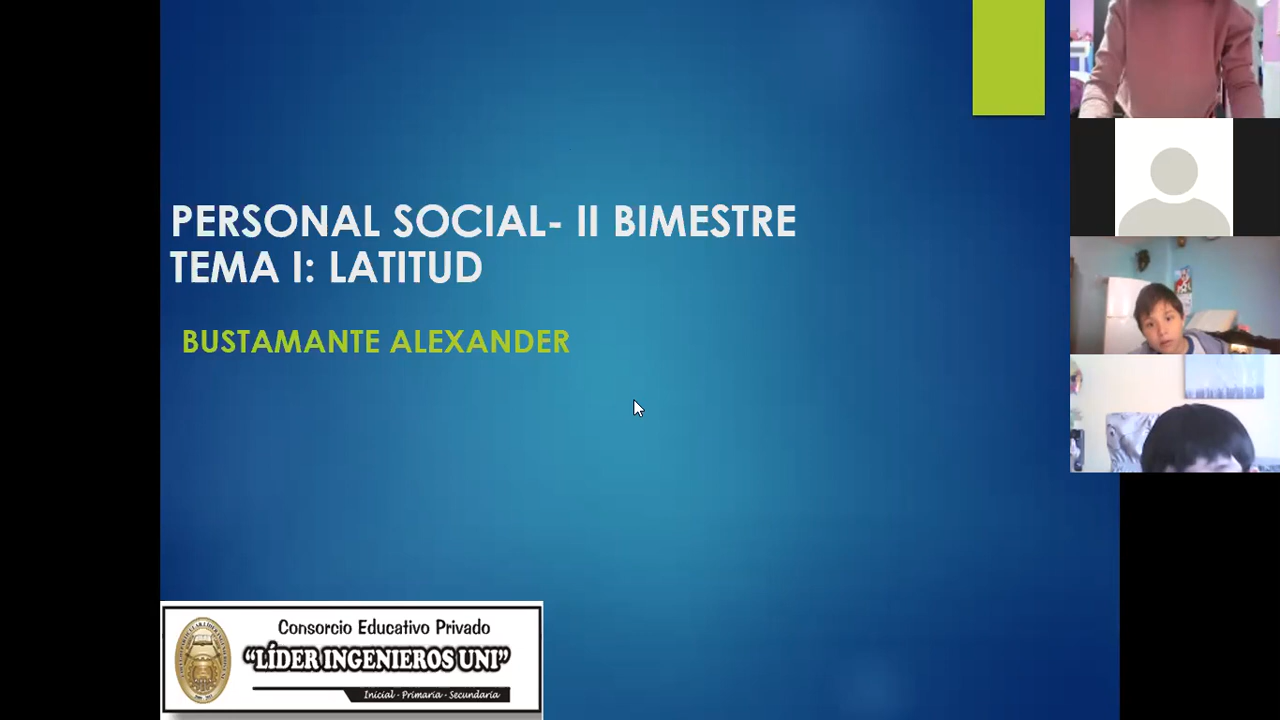 PERSONAL SOCIAL- II BIMESTRE
TEMA I: LATITUD
BUSTAMANTE ALEXANDER
Consorcio Educativo Privado
“LÍDER INGENIEROS UNI”
Inicial - Primaria - Secundaria